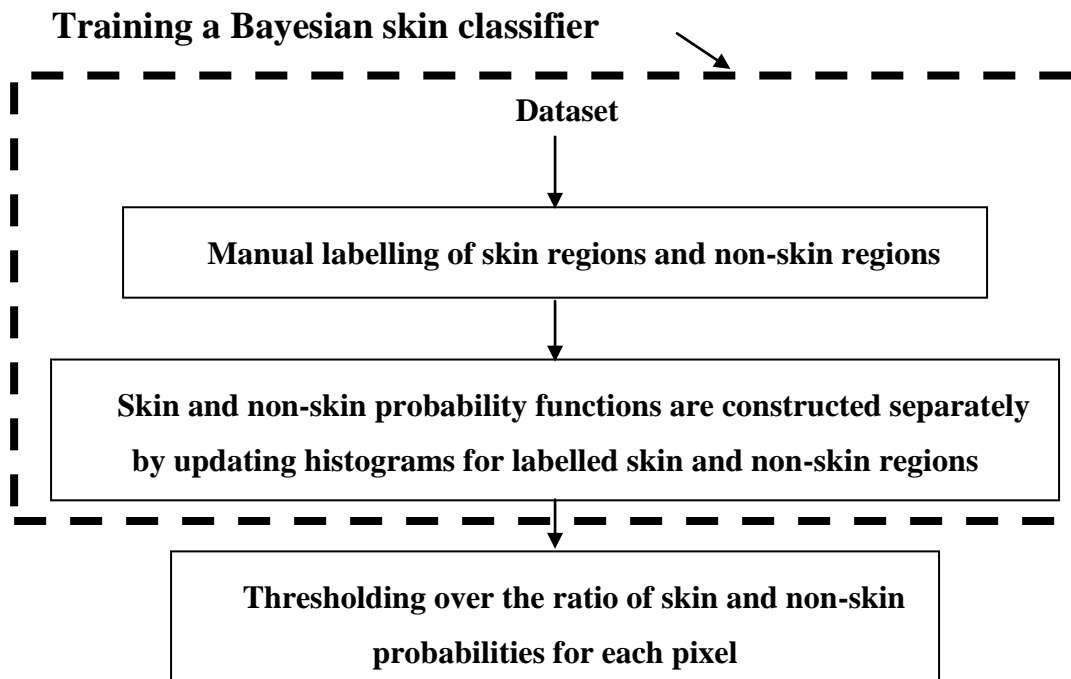 Training a Bayesian skin classifier
Dataset
Manual labelling of skin regions and non-skin regions
Skin and non-skin probability functions are constructed separately
by updating histograms for labelled skin and non-skin regions
Thresholding over the ratio of skin and non-skin
probabilities for each pixel